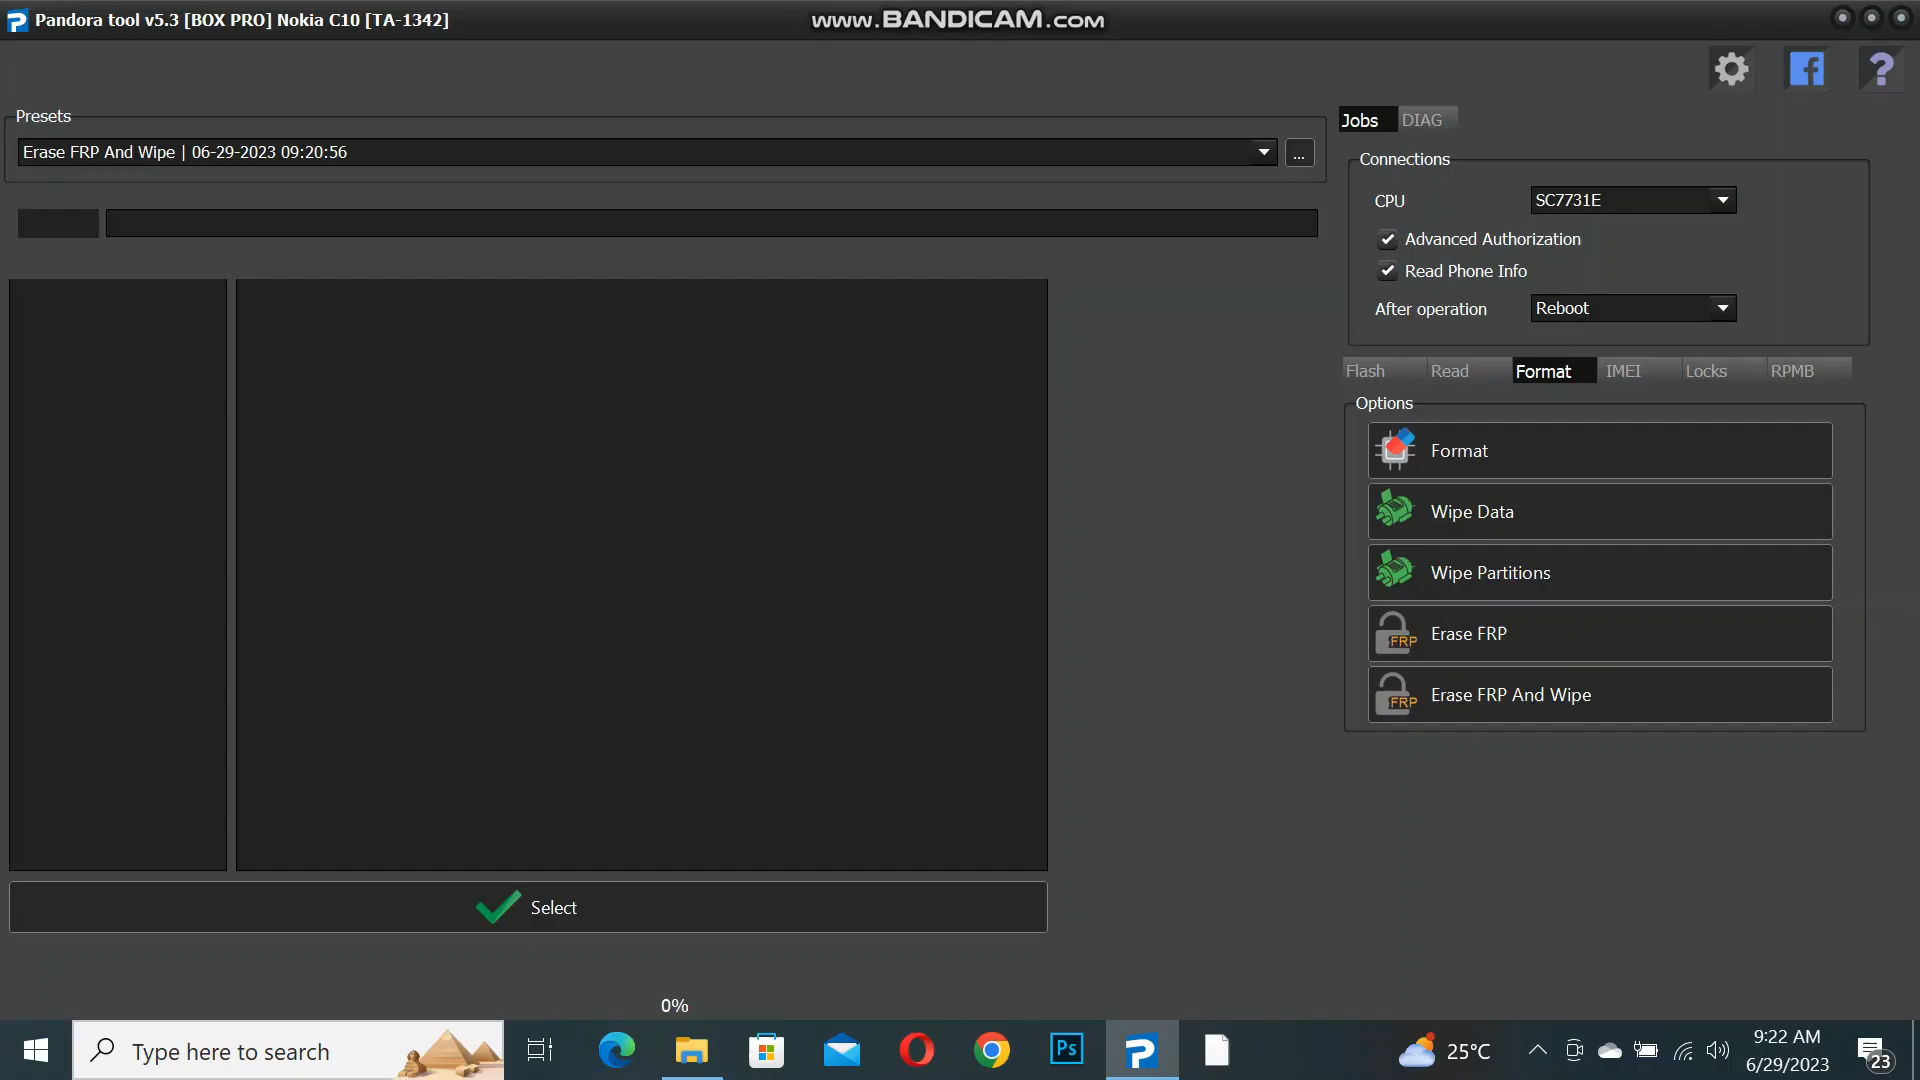 Pandora tool v5.3 [BOX PRO] Nokia C10 [TA-1342]
www.BANDICAM.com
Presets
Erase FRP And Wipe | 06-29-2023 09:20:56
...
Jobs DIAG
Connections
CPU SC7731E
Advanced Authorization
Read Phone Info
After operation Reboot
Flash Read Format IMEI Locks RPMB
Options
Format
Wipe Data
Wipe Partitions
FRP Erase FRP
FRP Erase FRP And Wipe
Select
0%
Type here to search
Ps
25°C
9:22 AM
6/29/2023
23